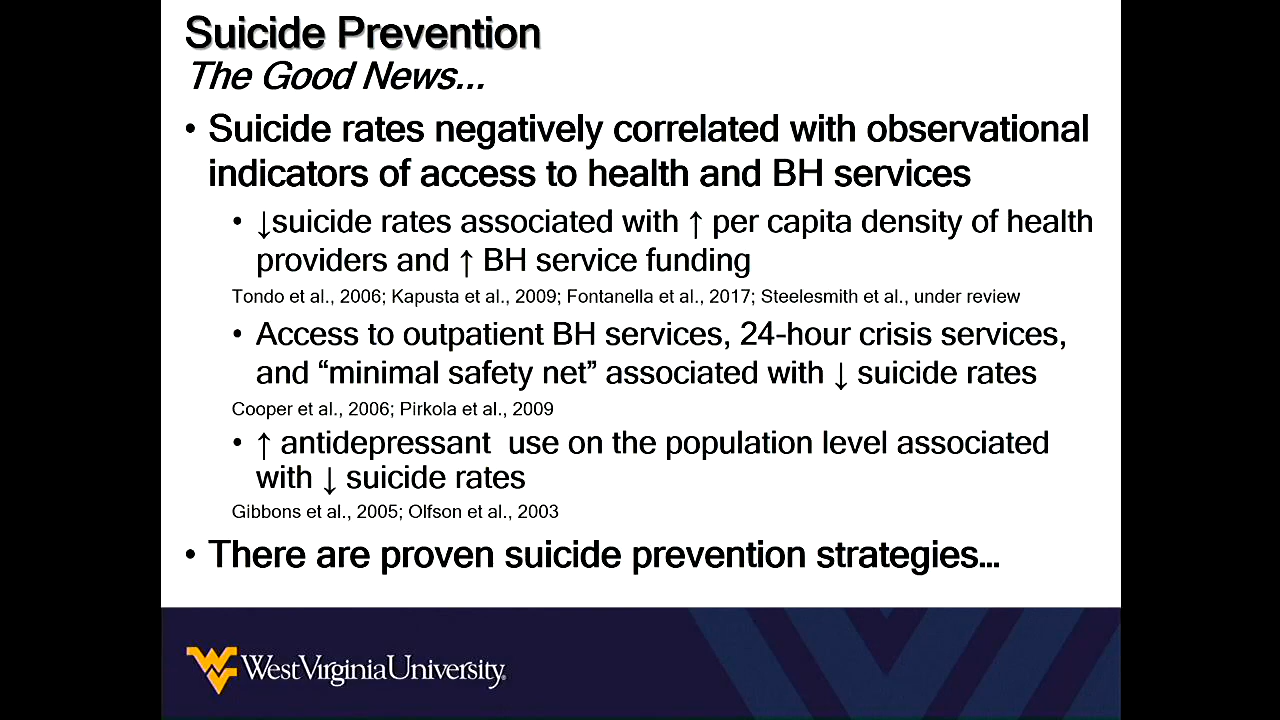 Suicide Prevention
The Good News...
• Suicide rates negatively correlated with observational
indicators of access to health and BH services
• ↓suicide rates associated with ↑ per capita density of health
providers and ↑ BH service funding
Tondo et al., 2006; Kapusta et al., 2009; Fontanella et al., 2017; Steelesmith et al., under review
• Access to outpatient BH services, 24-hour crisis services,
and “minimal safety net” associated with ↓ suicide rates
Cooper et al., 2006; Pirkola et al., 2009
• ↑ antidepressant  use on the population level associated
with ↓ suicide rates
Gibbons et al., 2005; Olfson et al., 2003
• There are proven suicide prevention strategies...
WestVirginiaUniversity.